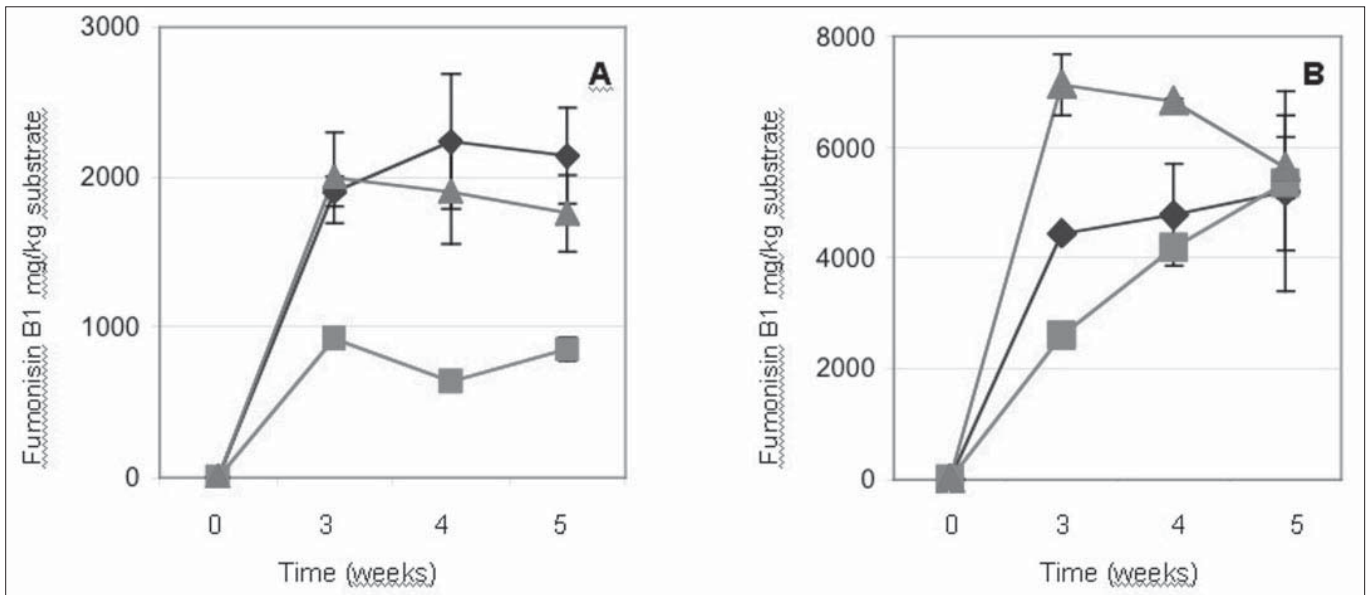 Fumonisin B1 mg/kg substrate
3000
2000
1000
0
A
0 3 4 5
Time (weeks)
Fumonisin B1 mg/kg substrate
8000
6000
4000
2000
0
B
0 3 4 5
Time (weeks)